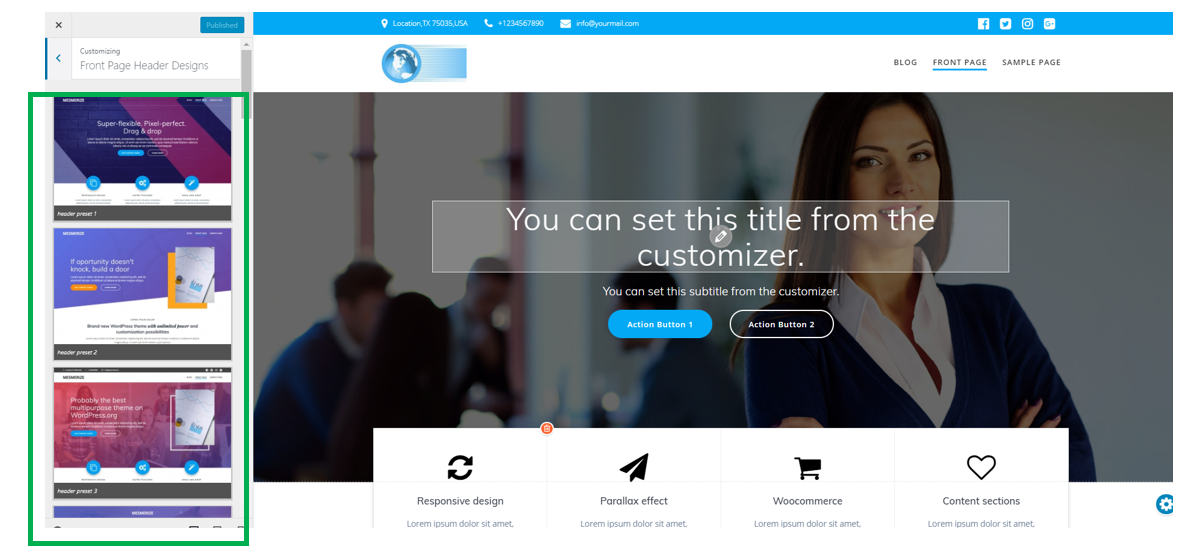 Published
Customizing
Front Page Header Designs
MESMERIZE
Super-flexible. Pixel-perfect.
Drag & drop
header preset 1
MESMERIZE
If oportunity doesn't
knock, build a door
Brand new WordPress theme with unlimited power and
customization possibilities
header preset 2
MESMERIZE
Probably the best
multipurpose theme on
WordPress.org
header preset 3
MESMERIZE
Location,TX 75035,USA
+1234567890
info@yourmail.com
BLOG
FRONT PAGE
SAMPLE PAGE
You can set this title from the
customizer.
You can set this subtitle from the customizer.
Action Button 1
Action Button 2
Responsive design
Parallax effect
Woocommerce
Content sections
Lorem ipsum dolor sit amet,
Lorem ipsum dolor sit amet,
Lorem ipsum dolor sit amet,
Lorem ipsum dolor sit amet,